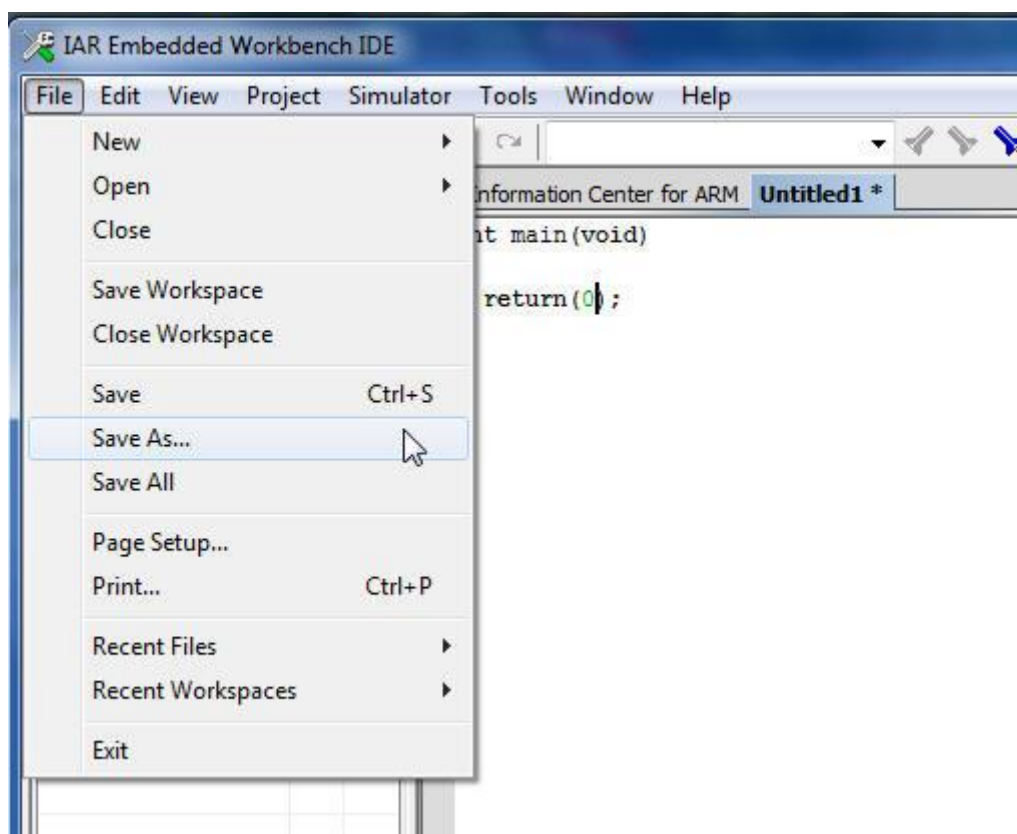 IAR Embedded Workbench IDE
File Edit View Project Simulator Tools Window Help
New
Open
Close
Save Workspace
Close Workspace
Save Ctrl+S
Save As...
Save All
Page Setup...
Print... Ctrl+P
Recent Files
Recent Workspaces
Exit
Information Center for ARM Untitled1 *
nt main(void)
return(0);